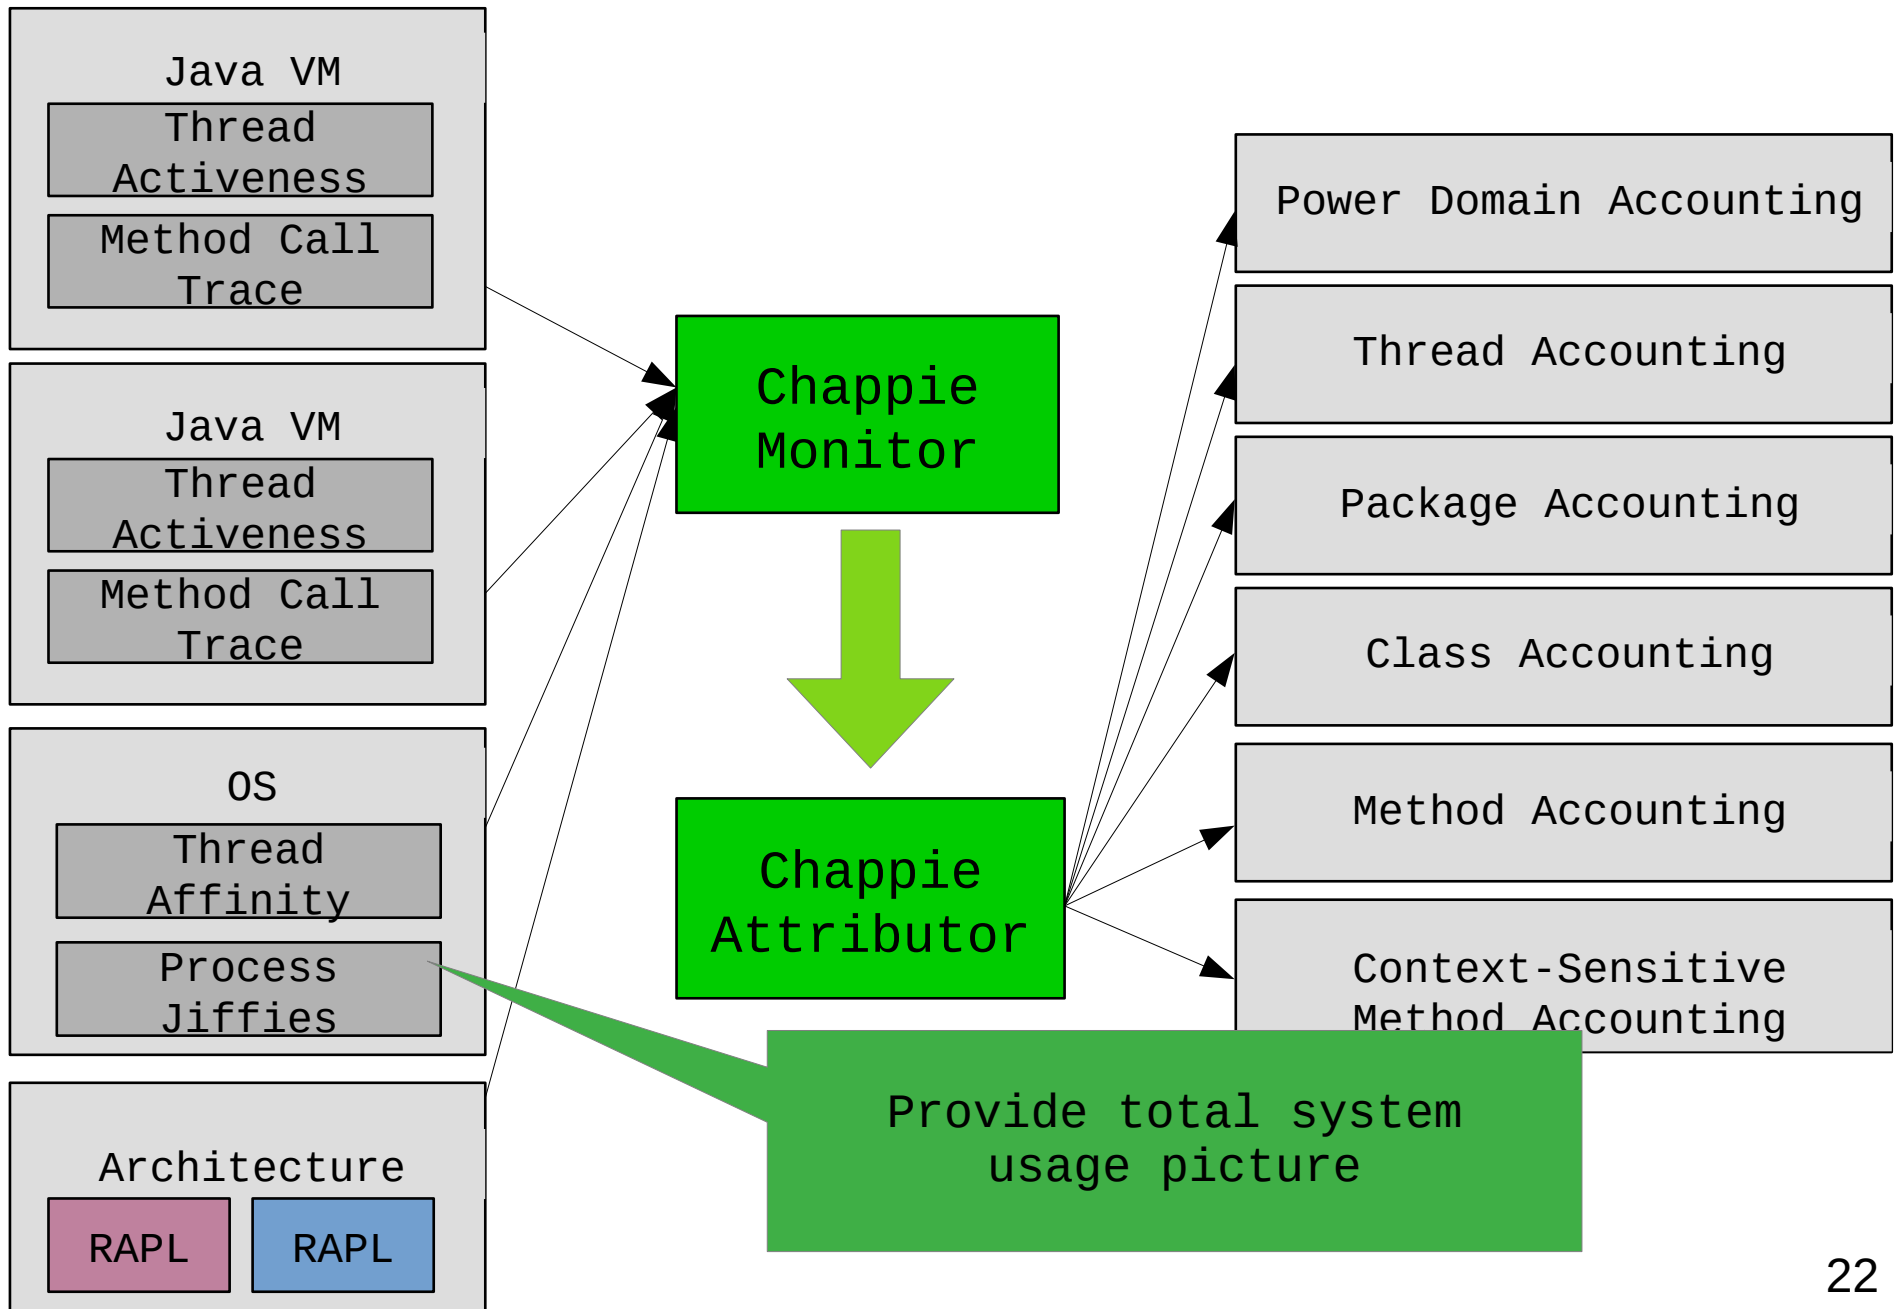 Java VM
Thread
Activeness
Method Call
Trace
Java VM
Thread
Activeness
Method Call
Trace
OS
Thread
Affinity
Process
Jiffies
Architecture
RAPL
RAPL
Chappie
Monitor
Chappie
Attributor
Power Domain Accounting
Thread Accounting
Package Accounting
Class Accounting
Method Accounting
Context-Sensitive
Method Accounting
Provide total system
usage picture
22